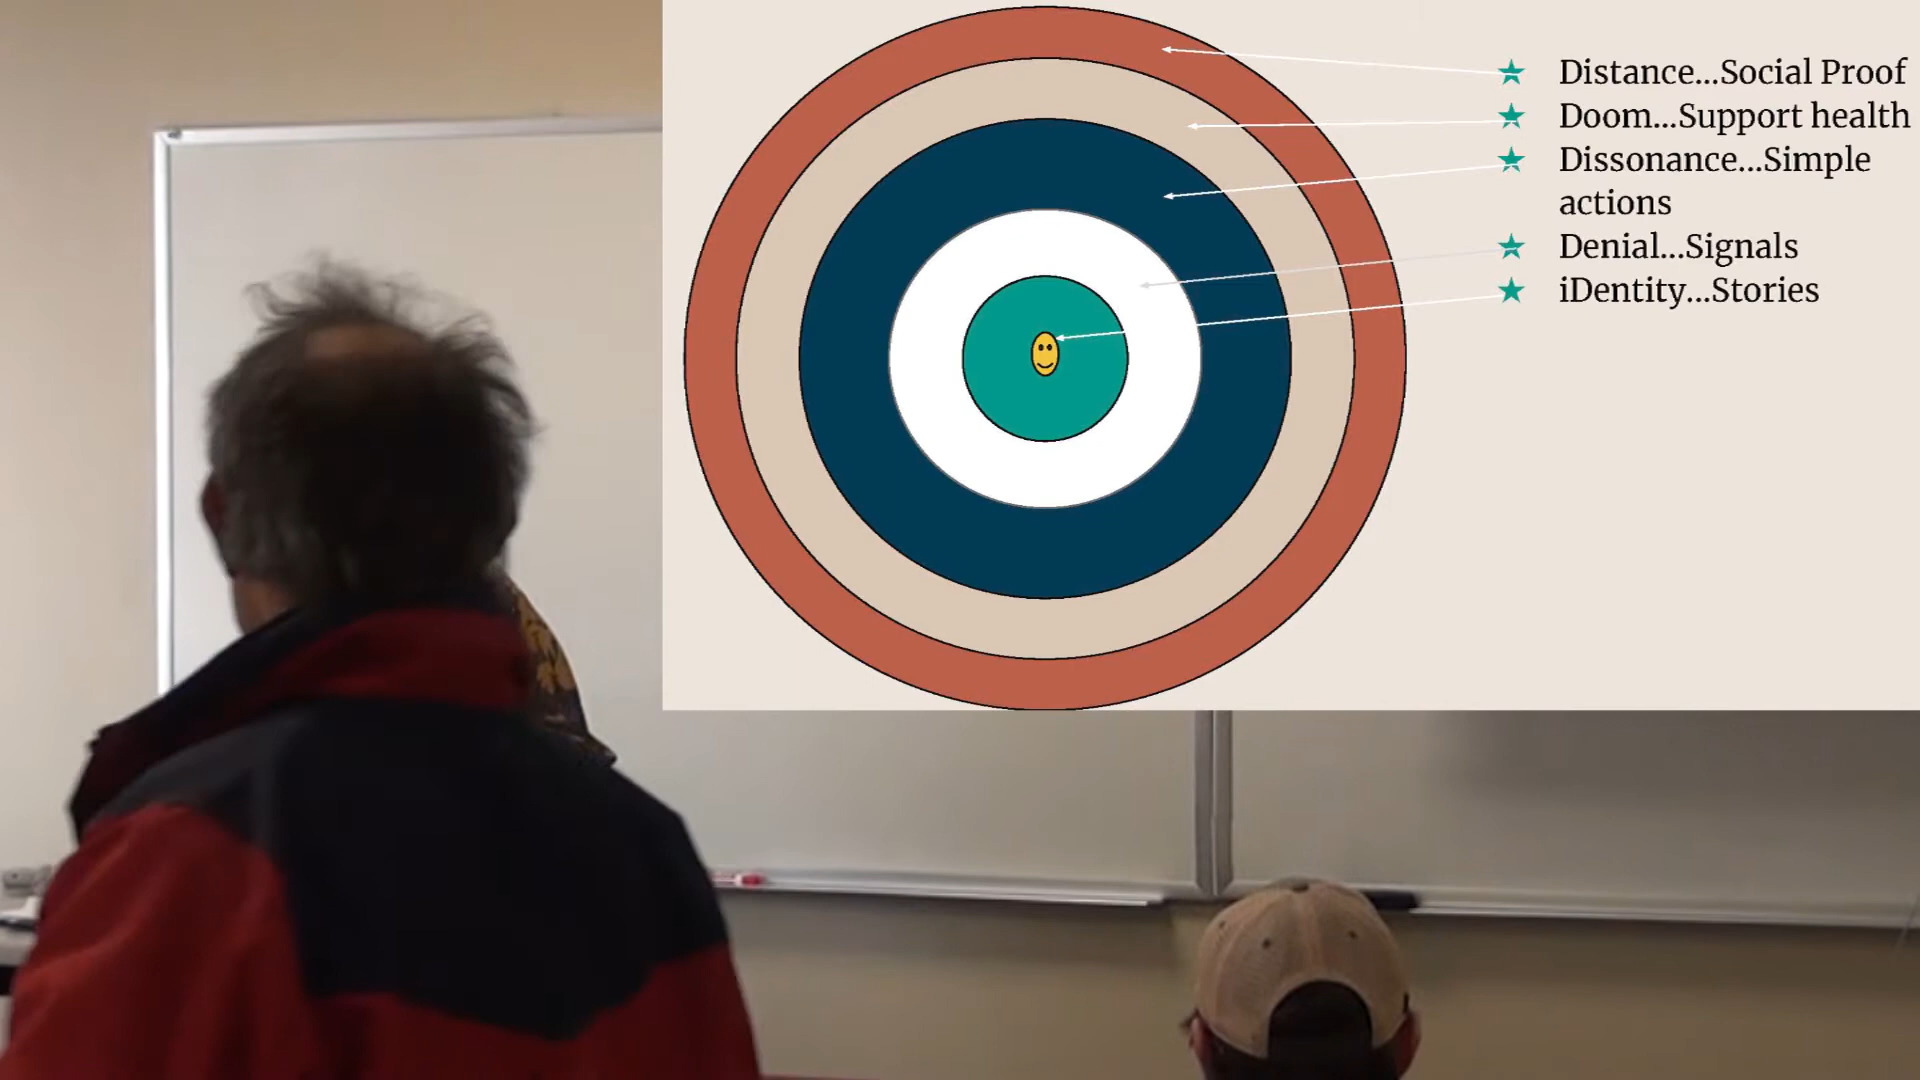 Distance...Social Proof
Doom...Support health
Dissonance...Simple
actions
Denial...Signals
iDentity...Stories